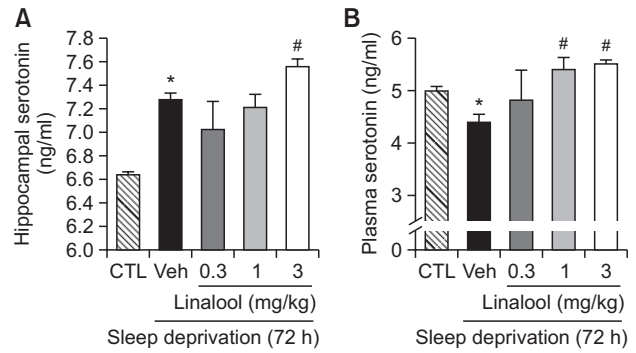 A
Hippocampal serotonin
(ng/ml)
7.8
7.6
7.4
7.2
7.0
6.8
6.6
6.4
6.2
6.0
*
#
CTL Veh 0.3 1 3
Linalool (mg/kg)
Sleep deprivation (72 h)
B
Plasma serotonin (ng/ml)
6
5
4
3
0
*
# #
CTL Veh 0.3 1 3
Linalool (mg/kg)
Sleep deprivation (72 h)